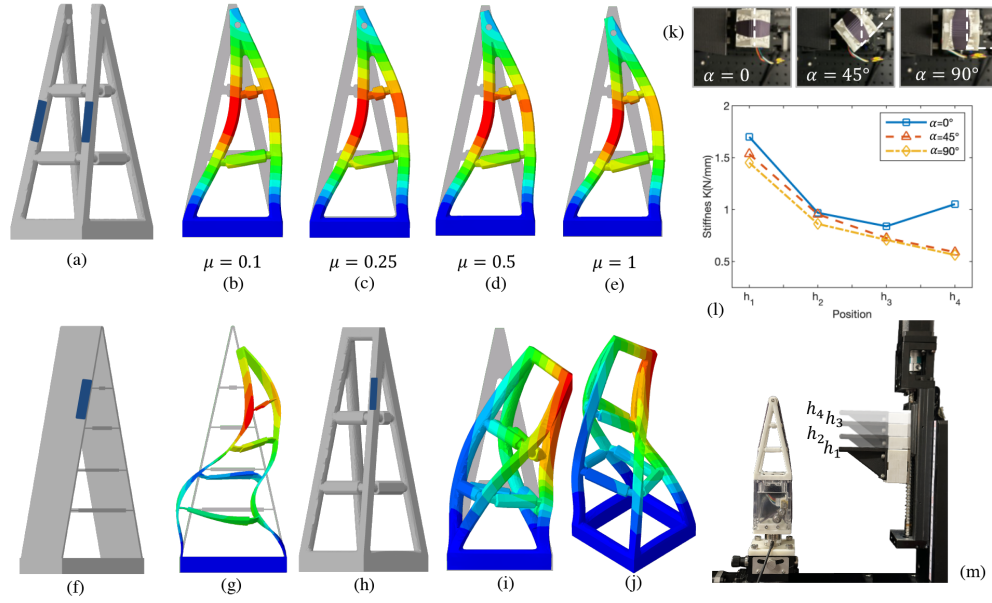 (a)
μ = 0.1
(b)
μ = 0.25
(c)
μ = 0.5
(d)
μ = 1
(e)
(f)
(g)
(h)
(i)
(j)
(k)
α = 0
α = 45°
α = 90°
Stiffnes K(N/mm)
2
1.5
1
0.5
α=0°
α=45°
α=90°
h1
h2
h3
h4
Position
(l)
h4
h3
h2
h1
(m)